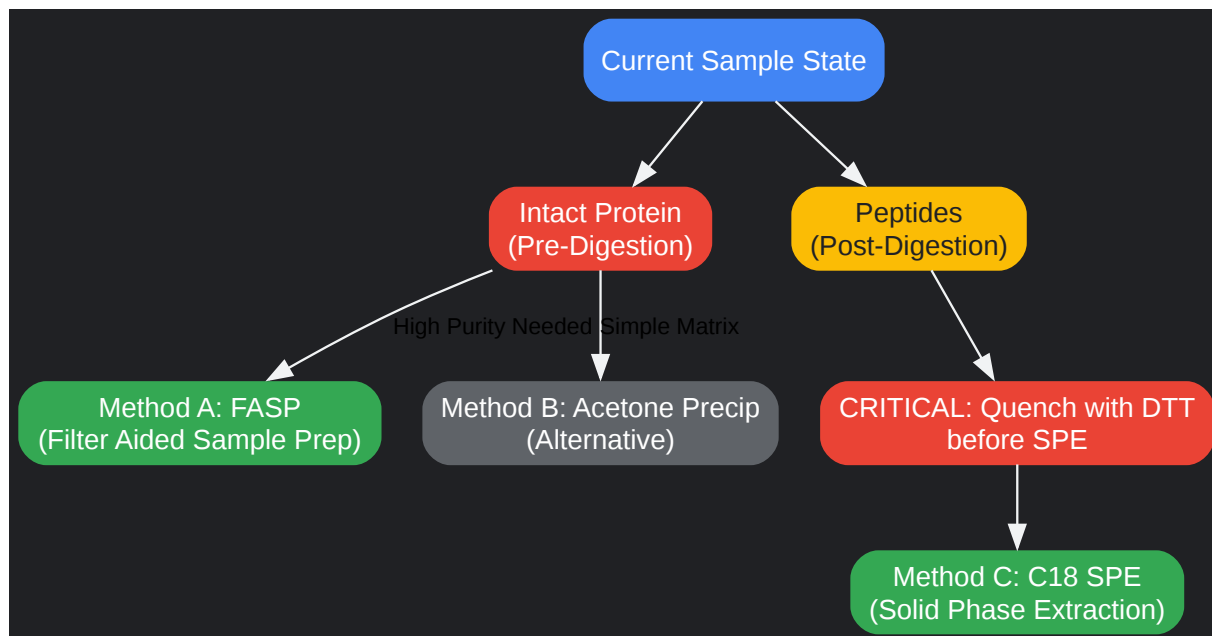 Current Sample State
Intact Protein
(Pre-Digestion)
Peptides
(Post-Digestion)
High Purity Needed
Simple Matrix
Method A: FASP
(Filter Aided Sample Prep)
Method B: Acetone Precip
(Alternative)
CRITICAL: Quench with DTT
before SPE
Method C: C18 SPE
(Solid Phase Extraction)